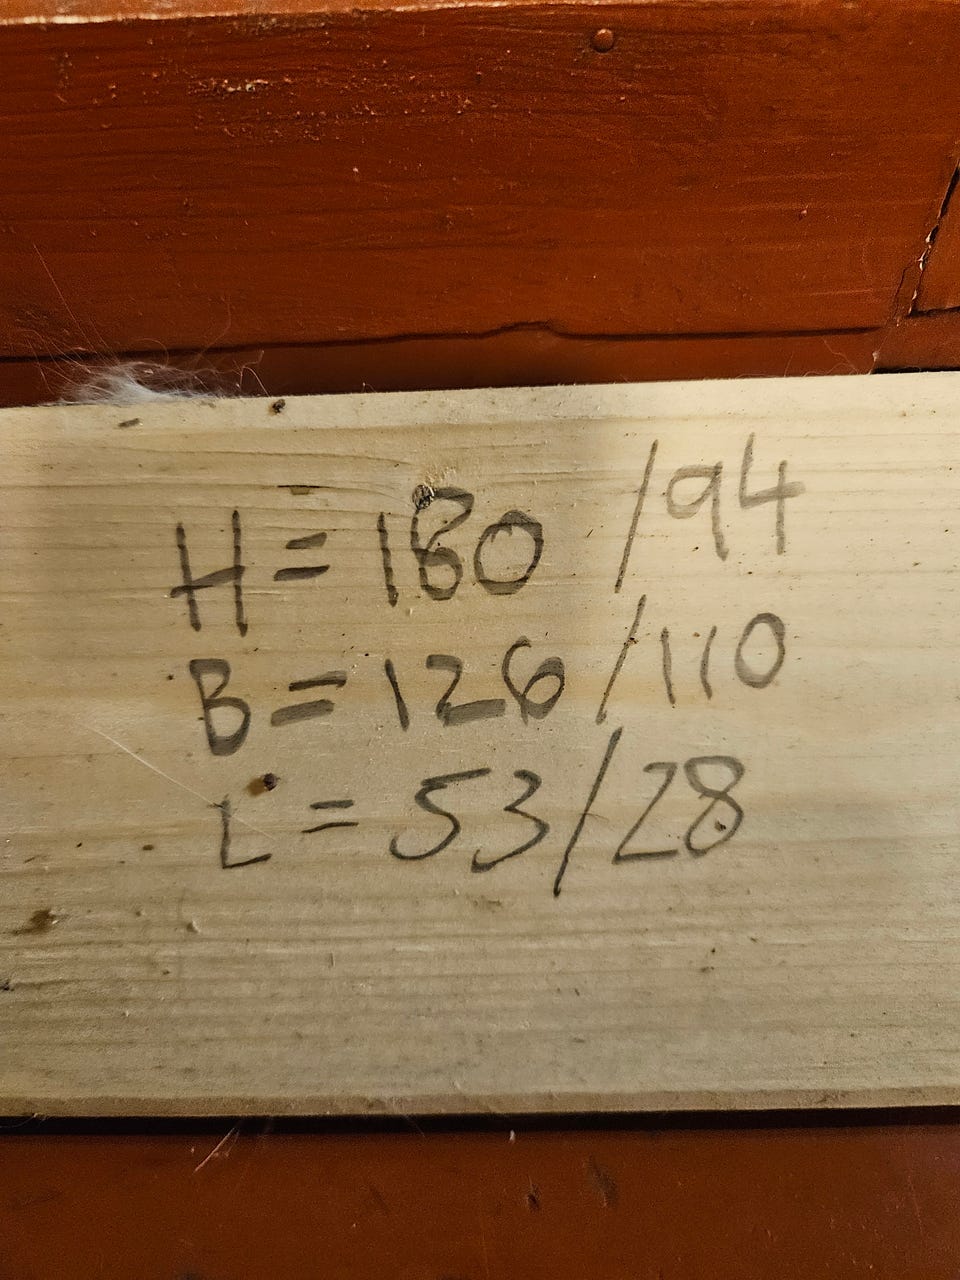 H = 180 /94
B = 126 /110
L = 53/28